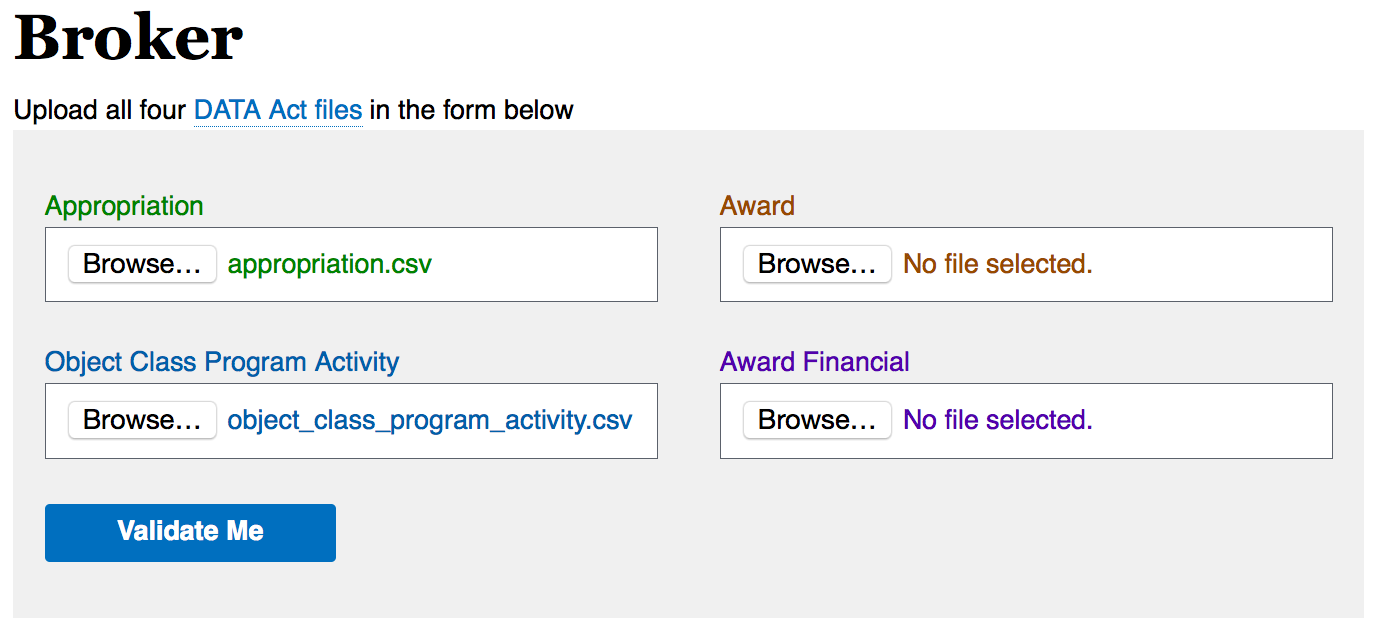 Broker
Upload all four DATA Act files in the form below
Appropriation
Browse... appropriation.csv
Award
Browse... No file selected.
Object Class Program Activity
Browse... object_class_program_activity.csv
Award Financial
Browse... No file selected.
Validate Me